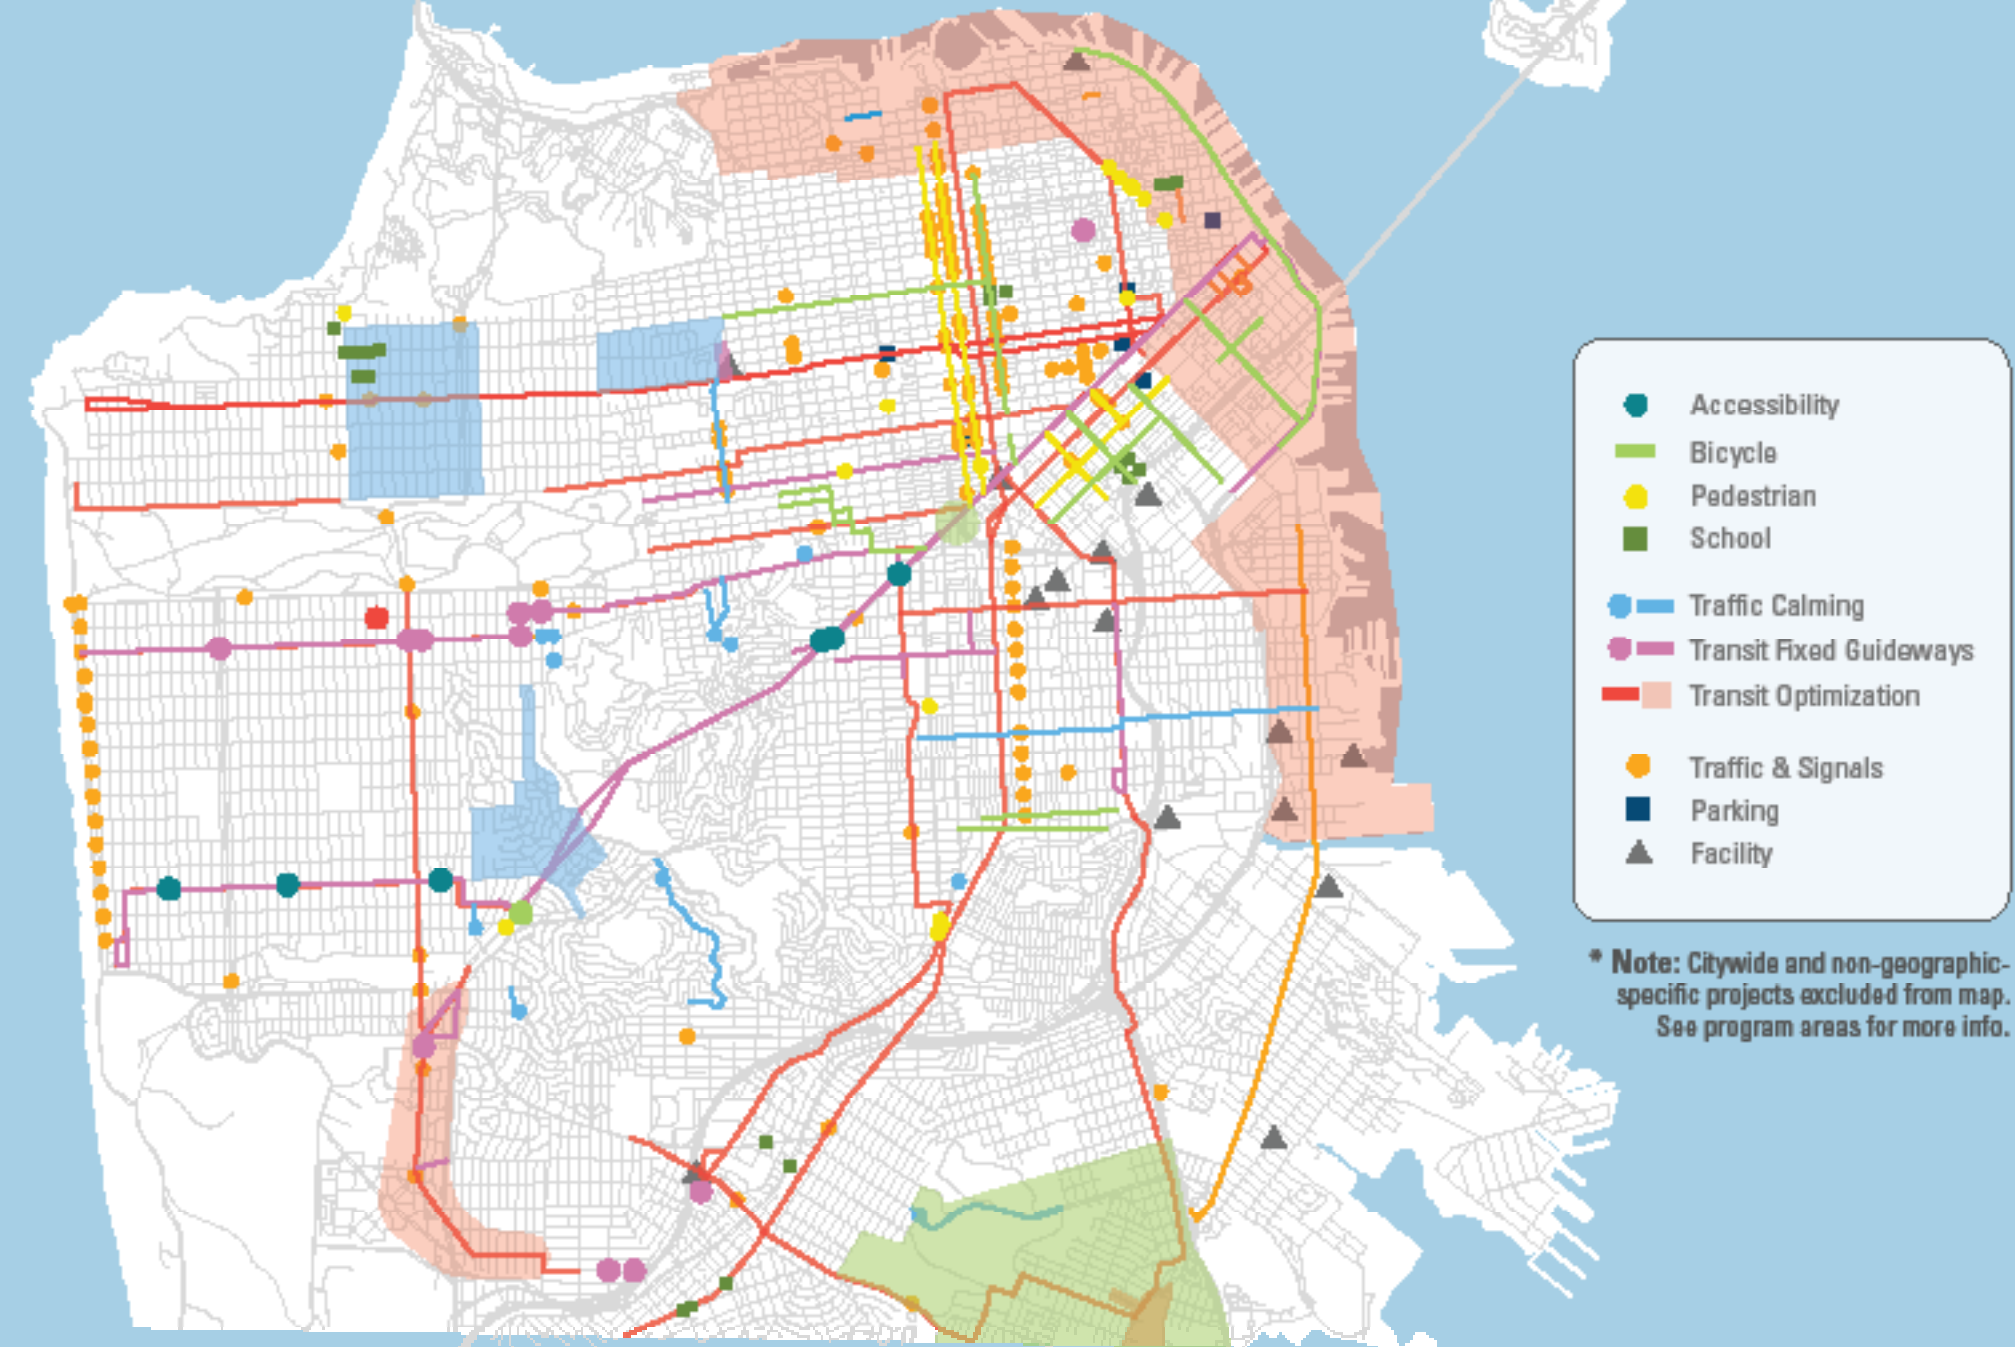 Accessibility
Bicycle
Pedestrian
School
Traffic Calming
Transit Fixed Guideways
Transit Optimization
Traffic & Signals
Parking
Facility
* Note: Citywide and non-geographic-
specific projects excluded from map.
See program areas for more info.